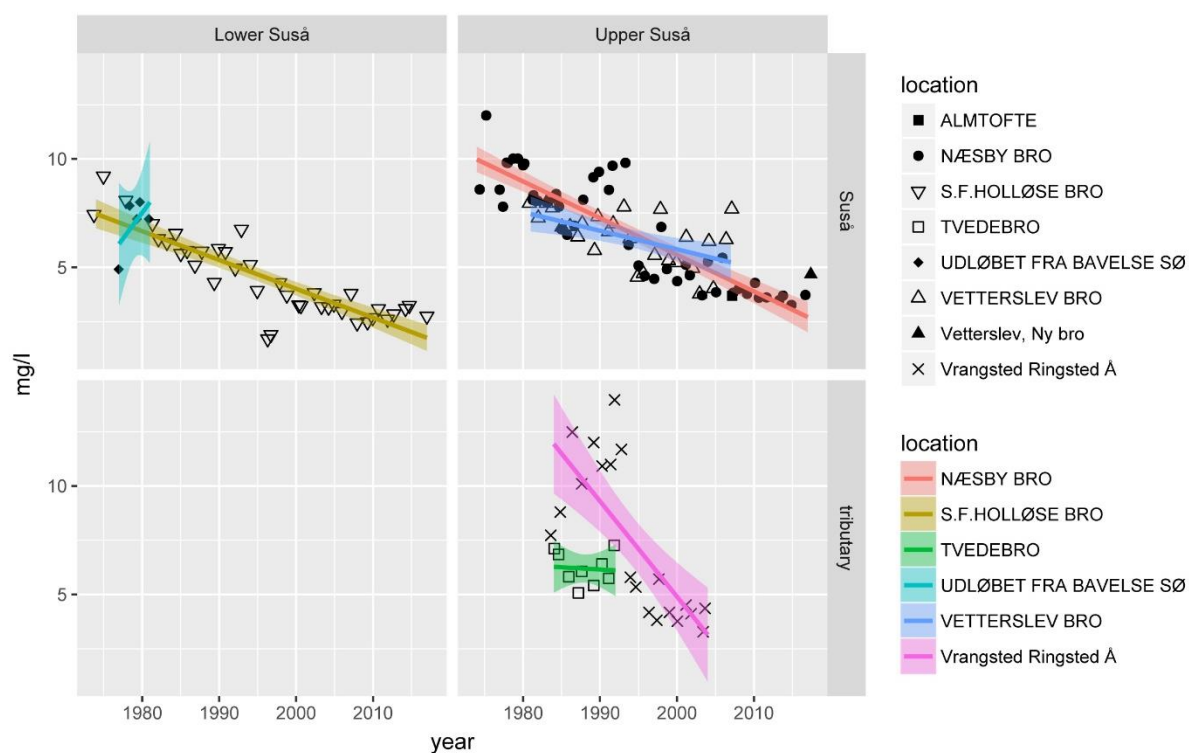 Lower Suså
Upper Suså
10
5
Suså
10
5
tributary
mg/l
1980
1990
2000
2010
1980
1990
2000
2010
year
location
ALMTOFTE
NÆSBY BRO
S.F.HOLLØSE BRO
TVEDEBRO
UDLØBET FRA BAVELSE SØ
VETTERSLEV BRO
Vetterslev, Ny bro
Vrangsted Ringsted Å
location
NÆSBY BRO
S.F.HOLLØSE BRO
TVEDEBRO
UDLØBET FRA BAVELSE SØ
VETTERSLEV BRO
Vrangsted Ringsted Å